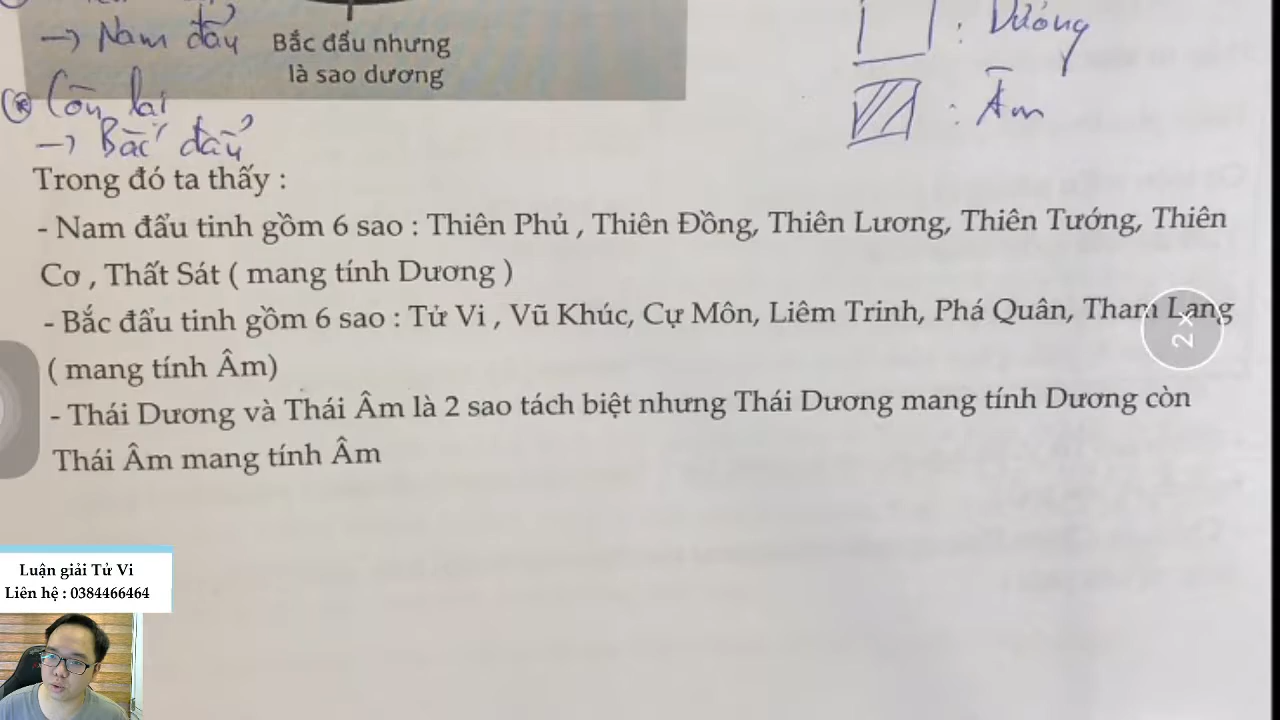 → Nam đẩu
Bắc đẩu nhưng
là sao dương
: Dương
: Âm
* Còn lại
→ Bắc đẩu
Trong đó ta thấy :
- Nam đẩu tinh gồm 6 sao : Thiên Phủ , Thiên Đồng, Thiên Lương, Thiên Tướng, Thiên
Cơ , Thất Sát ( mang tính Dương )
- Bắc đẩu tinh gồm 6 sao : Tử Vi , Vũ Khúc, Cự Môn, Liêm Trinh, Phá Quân, Tham Lang
( mang tính Âm)
- Thái Dương và Thái Âm là 2 sao tách biệt nhưng Thái Dương mang tính Dương còn
Thái Âm mang tính Âm
2×
Luận giải Tử Vi
Liên hệ : 0384466464